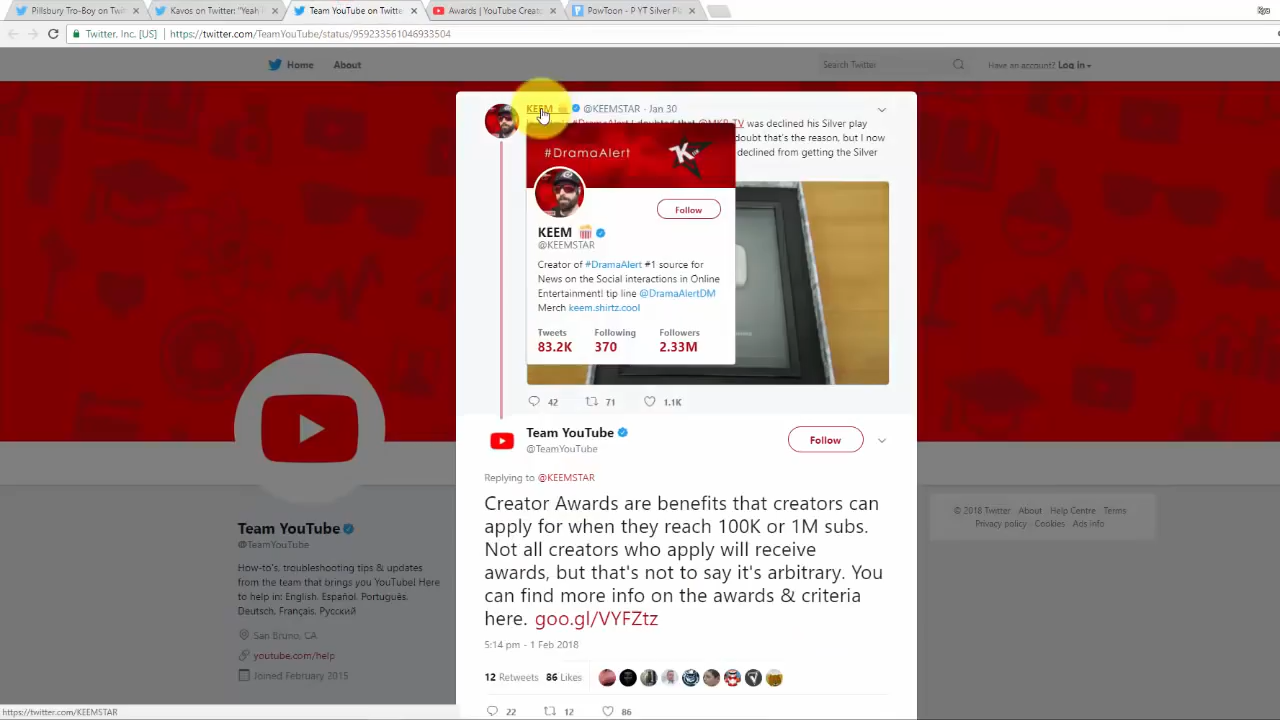 Pillsbury Tro-Boy on Twitt
Kavos on Twitter: "Yeah
Team YouTube on Twitte
Awards | YouTube Creato
PowToon - P YT Silver Pl
Twitter, Inc. [US] https://twitter.com/TeamYouTube/status/959233561046933504
Home About
Search Twitter
Have an account? Log in
KEEM @KEEMSTAR · Jan 30
#DramaAlert I doubted that @MKB TV was declined his Silver play
doubt that's the reason, but I now
declined from getting the Silver
#DramaAlert
K
Follow
KEEM
@KEEMSTAR
Creator of #DramaAlert #1 source for
News on the Social interactions in Online
Entertainment! tip line @DramaAlertDM
Merch keem.shirtz.cool
Tweets Following Followers
83.2K 370 2.33M
42 71 1.1K
Team YouTube
@TeamYouTube
Follow
Replying to @KEEMSTAR
Creator Awards are benefits that creators can
apply for when they reach 100K or 1M subs.
Not all creators who apply will receive
awards, but that's not to say it's arbitrary. You
can find more info on the awards & criteria
here. goo.gl/VYFZtz
5:14 pm - 1 Feb 2018
12 Retweets 86 Likes
22 12 86
Team YouTube
@TeamYouTube
How-to's, troubleshooting tips & updates
from the team that brings you YouTube! Here
to help in: English, Español, Português,
Deutsch, Français, Русский
San Bruno, CA
youtube.com/help
Joined February 2015
© 2018 Twitter About Help Centre Terms
Privacy policy Cookies Ads info
https://twitter.com/KEEMSTAR